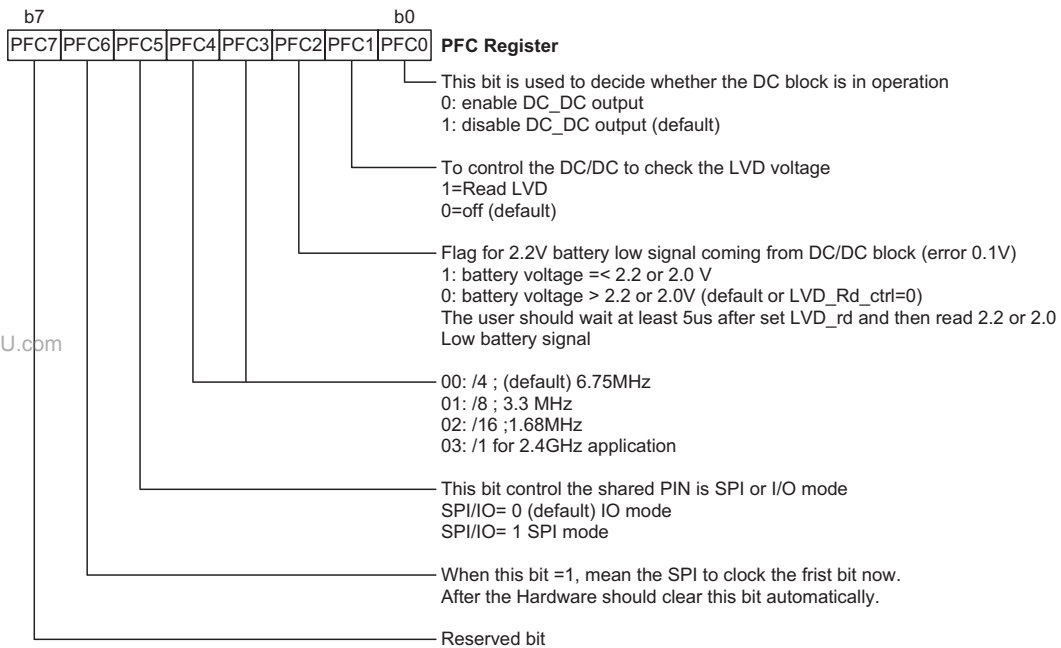 b7 b0
PFC7 PFC6 PFC5 PFC4 PFC3 PFC2 PFC1 PFC0 PFC Register
This bit is used to decide whether the DC block is in operation
0: enable DC_DC output
1: disable DC_DC output (default)
To control the DC/DC to check the LVD voltage
1=Read LVD
0=off (default)
Flag for 2.2V battery low signal coming from DC/DC block (error 0.1V)
1: battery voltage =< 2.2 or 2.0 V
0: battery voltage > 2.2 or 2.0V (default or LVD_Rd_ctrl=0)
The user should wait at least 5us after set LVD_rd and then read 2.2 or 2.0
Low battery signal
U.com
00: /4 ; (default) 6.75MHz
01: /8 ; 3.3 MHz
02: /16 ;1.68MHz
03: /1 for 2.4GHz application
This bit control the shared PIN is SPI or I/O mode
SPI/IO= 0 (default) IO mode
SPI/IO= 1 SPI mode
When this bit =1, mean the SPI to clock the frist bit now.
After the Hardware should clear this bit automatically.
Reserved bit